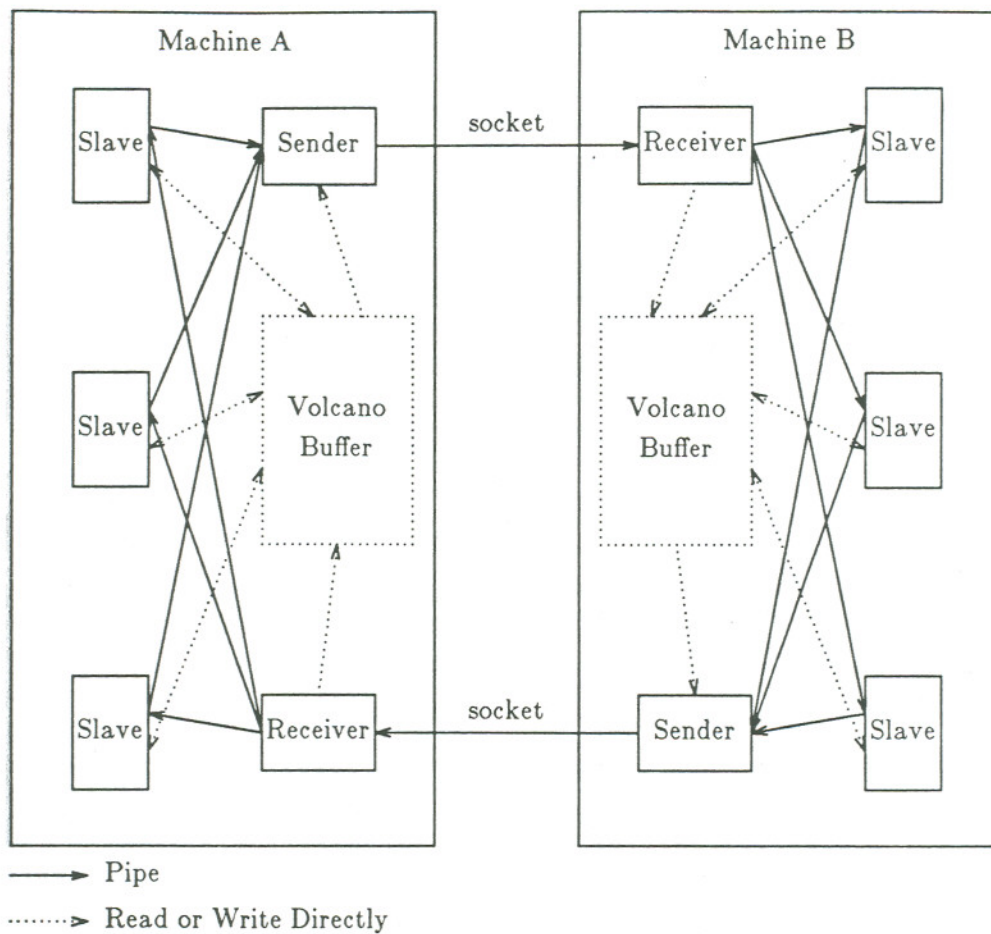 Machine A
Machine B
Slave
Sender
socket
Receiver
Slave
Slave
Volcano
Buffer
Volcano
Buffer
Slave
Slave
Receiver
socket
Sender
Slave
Pipe
Read or Write Directly